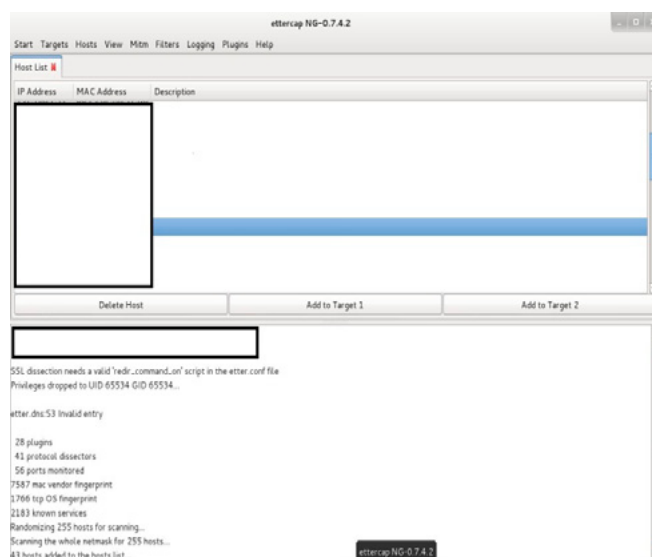 ettercap NG-0.7.4.2
Start Targets Hosts View Mitm Filters Logging Plugins Help
Host List
IP Address MAC Address Description
Delete Host Add to Target 1 Add to Target 2
SSL dissection needs a valid 'redir_command_on' script in the etter.conf file
Privileges dropped to UID 65534 GID 65534...
etter.dns:53 Invalid entry
28 plugins
41 protocol dissectors
56 ports monitored
7587 mac vendor fingerprint
1766 tcp OS fingerprint
2183 known services
Randomizing 255 hosts for scanning...
Scanning the whole netmask for 255 hosts...
43 hosts added to the hosts list
ettercap NG-0.7.4.2